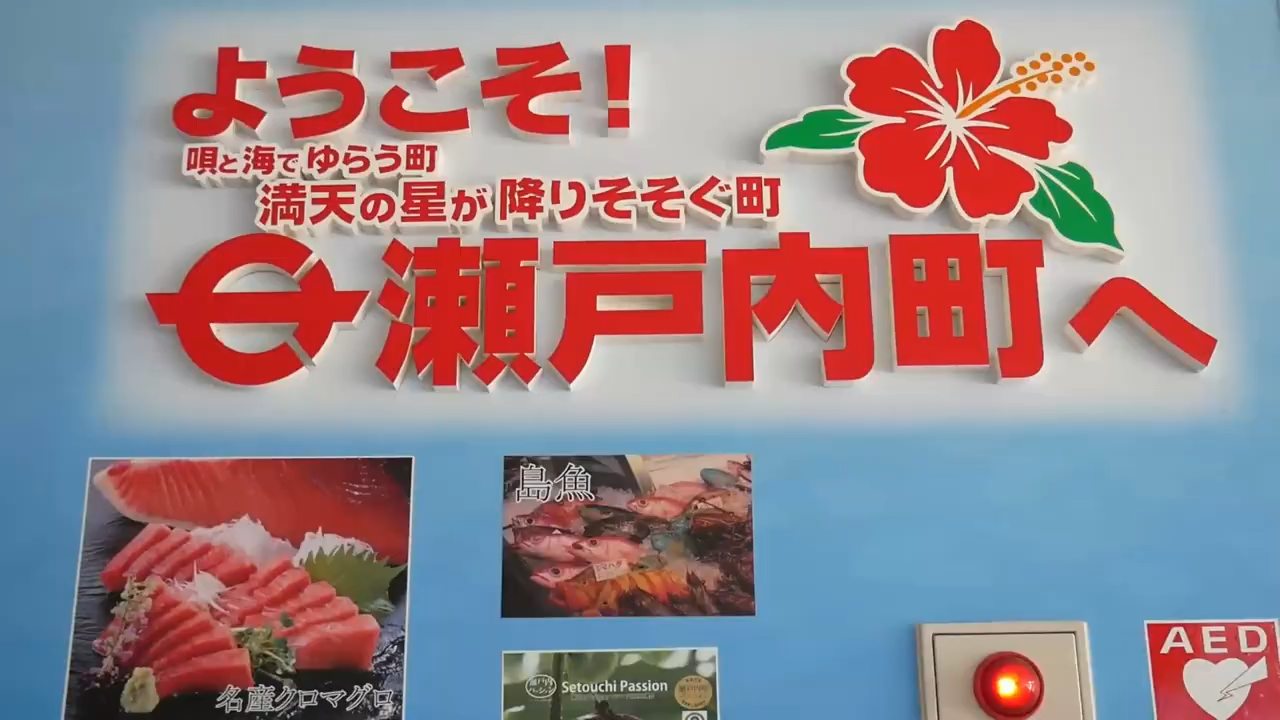 ようこそ!
唄と海でゆらう町
満天の星が降りそそぐ町
瀬戸内町へ
島魚
名産クロマグロ
Setouchi Passion
AED